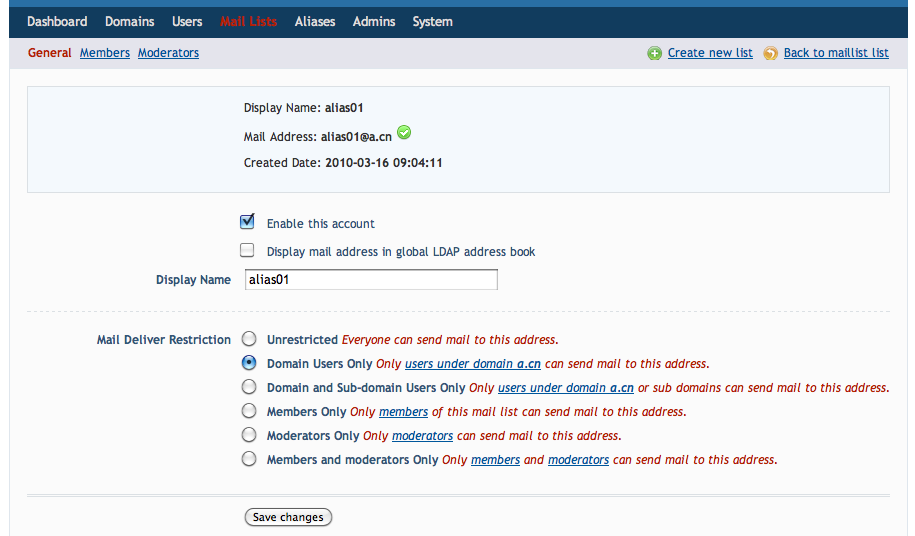 Dashboard Domains Users Mail Lists Aliases Admins System
General Members Moderators Create new list Back to maillist list
Display Name: alias01
Mail Address: alias01@a.cn
Created Date: 2010-03-16 09:04:11
Enable this account
Display mail address in global LDAP address book
Display Name alias01
Mail Deliver Restriction Unrestricted Everyone can send mail to this address.
Domain Users Only Only users under domain a.cn can send mail to this address.
Domain and Sub-domain Users Only Only users under domain a.cn or sub domains can send mail to this address.
Members Only Only members of this mail list can send mail to this address.
Moderators Only Only moderators can send mail to this address.
Members and moderators Only Only members and moderators can send mail to this address.
Save changes